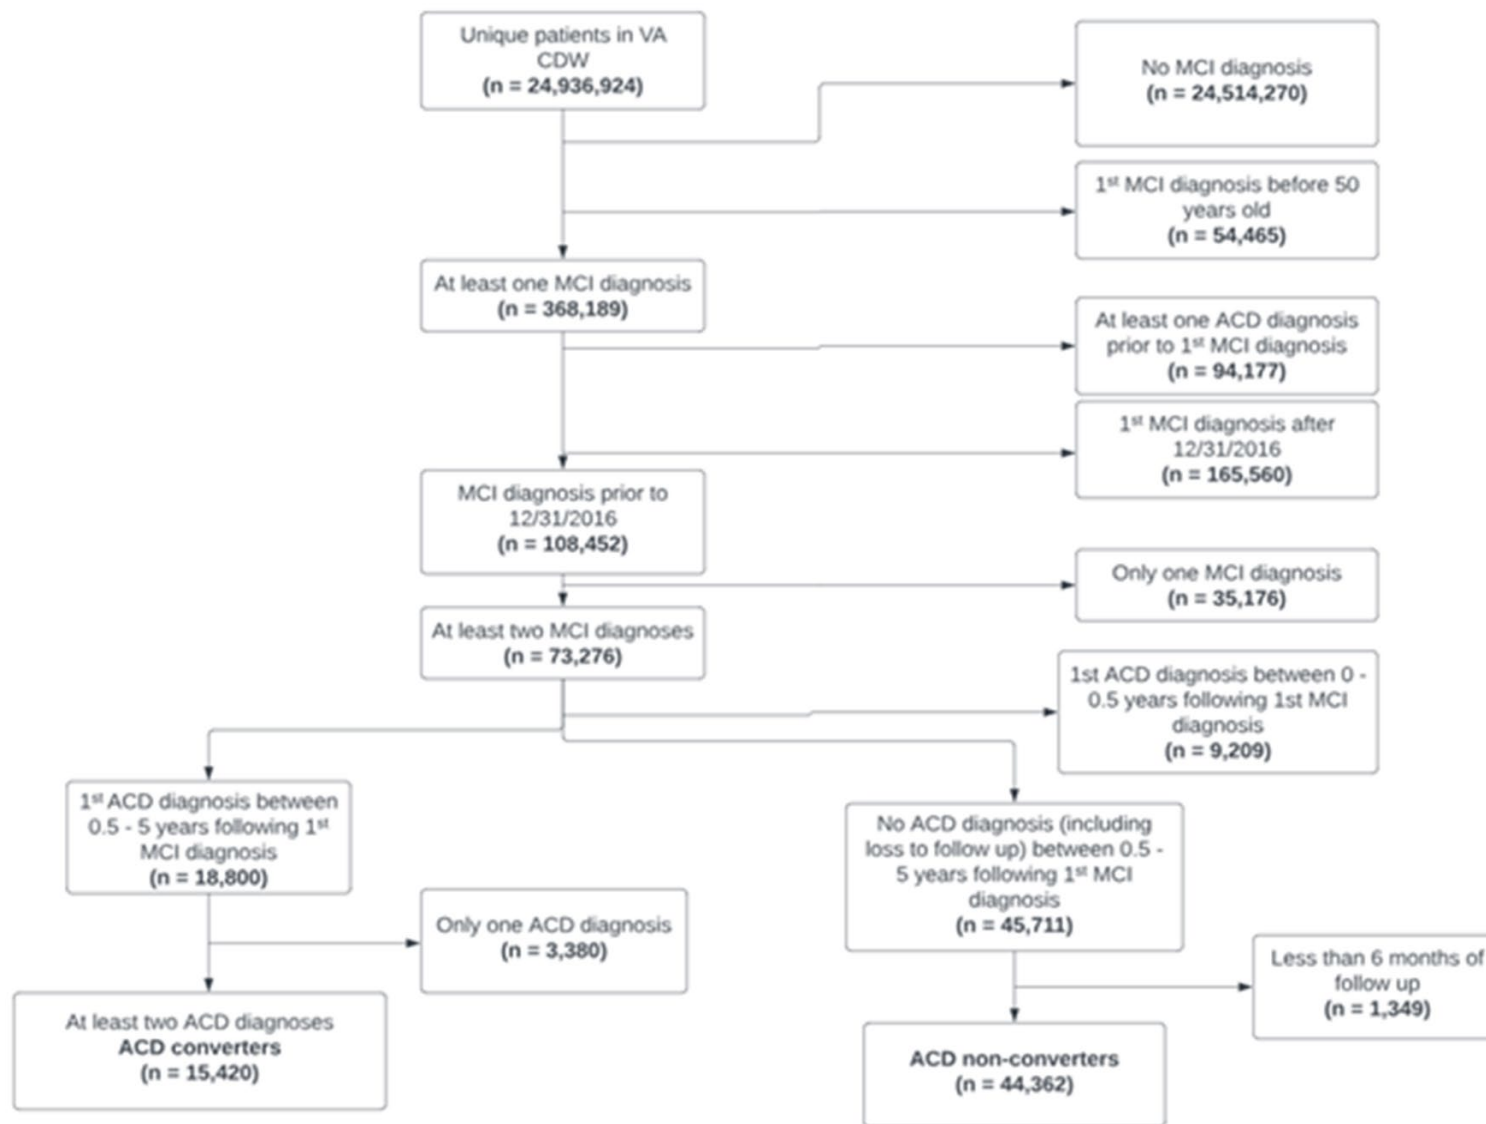 Unique patients in VA
CDW
(n = 24,936,924)
No MCI diagnosis
(n = 24,514,270)
1st MCI diagnosis before 50
years old
(n = 54,465)
At least one MCI diagnosis
(n = 368,189)
At least one ACD diagnosis
prior to 1st MCI diagnosis
(n = 94,177)
1st MCI diagnosis after
12/31/2016
(n = 165,560)
MCI diagnosis prior to
12/31/2016
(n = 108,452)
Only one MCI diagnosis
(n = 35,176)
At least two MCI diagnoses
(n = 73,276)
1st ACD diagnosis between 0 -
0.5 years following 1st MCI
diagnosis
(n = 9,209)
1st ACD diagnosis between
0.5 - 5 years following 1st
MCI diagnosis
(n = 18,800)
No ACD diagnosis (including
loss to follow up) between 0.5 -
5 years following 1st MCI
diagnosis
(n = 45,711)
Only one ACD diagnosis
(n = 3,380)
Less than 6 months of
follow up
(n = 1,349)
At least two ACD diagnoses
ACD converters
(n = 15,420)
ACD non-converters
(n = 44,362)